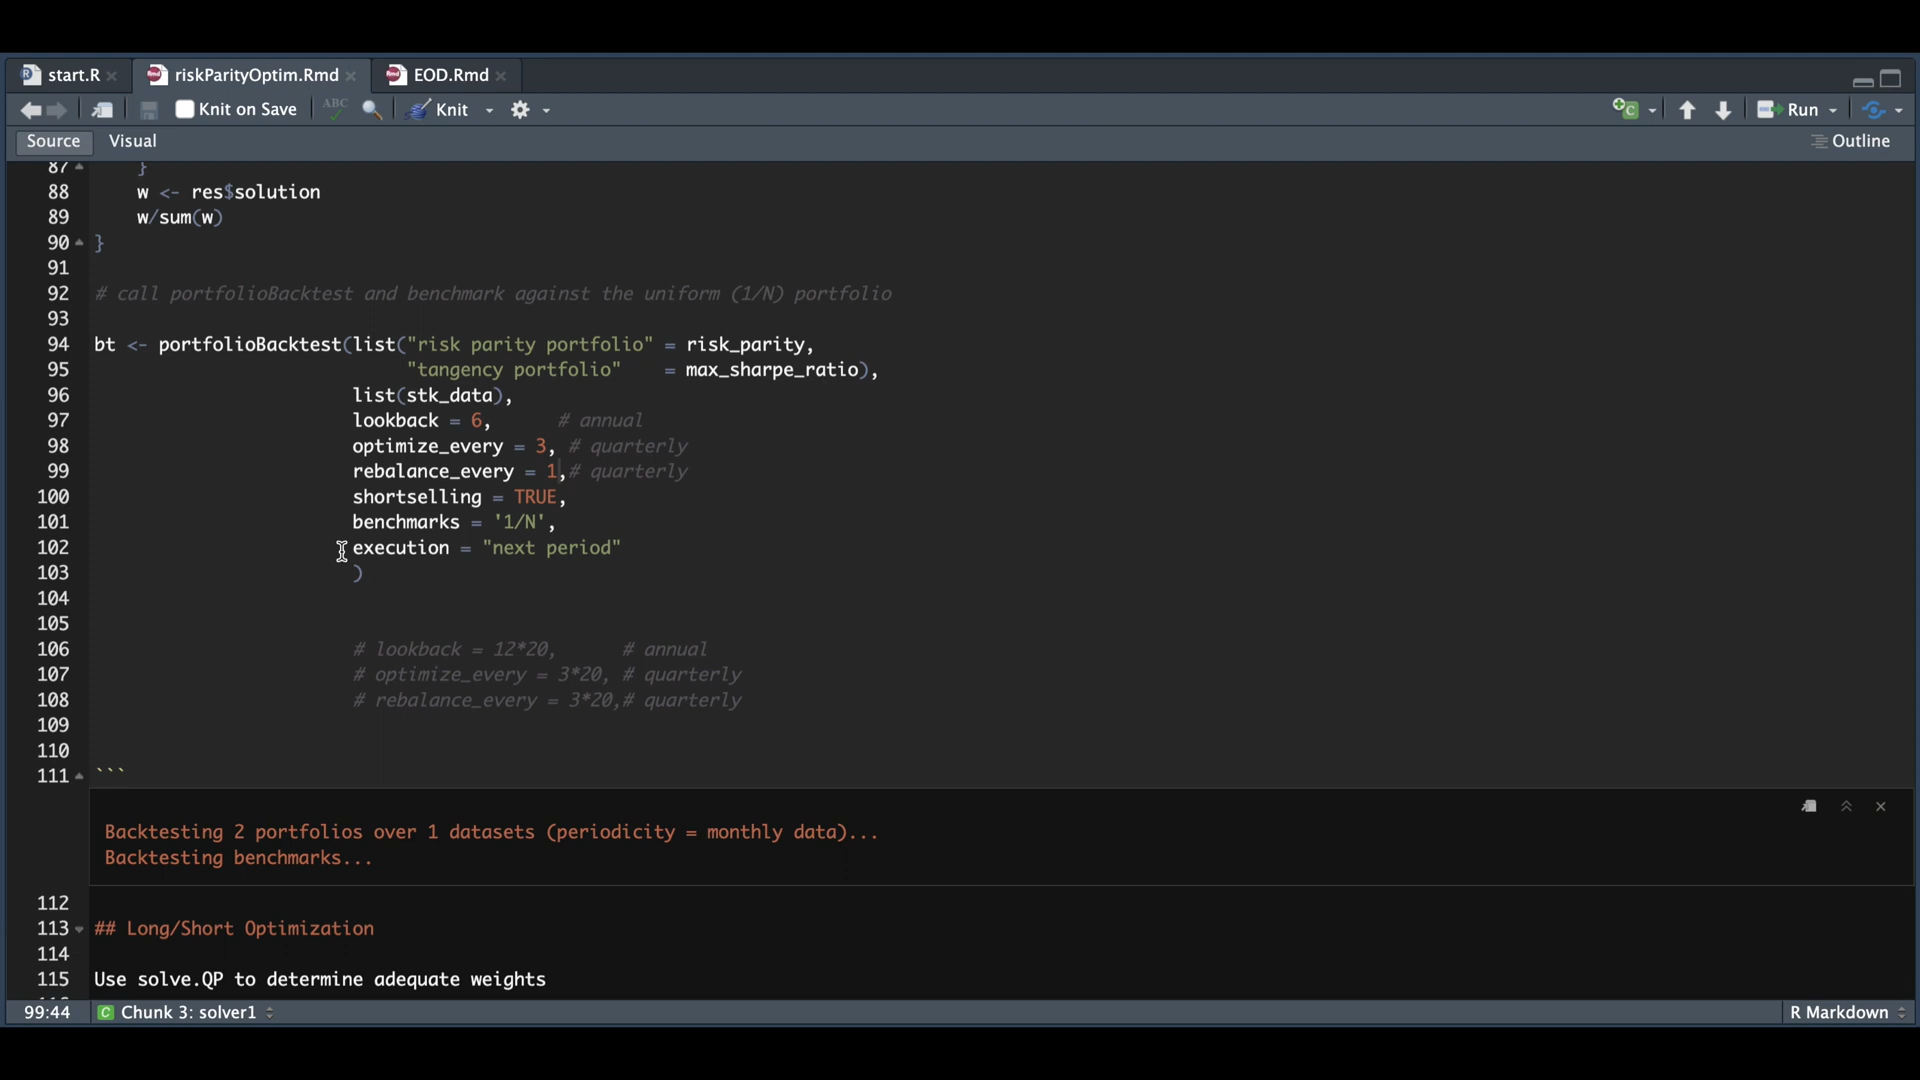 start.R
riskParityOptim.Rmd
EOD.Rmd
Knit on Save
ABC
Knit
Run
Source
Visual
Outline
87 }
88 w <- res$solution
89 w/sum(w)
90 }
91
92 # call portfolioBacktest and benchmark against the uniform (1/N) portfolio
93
94 bt <- portfolioBacktest(list("risk parity portfolio" = risk_parity,
95 "tangency portfolio" = max_sharpe_ratio),
96 list(stk_data),
97 lookback = 6, # annual
98 optimize_every = 3, # quarterly
99 rebalance_every = 1,# quarterly
100 shortselling = TRUE,
101 benchmarks = '1/N',
102 execution = "next period"
103 )
104
105
106 # lookback = 12*20, # annual
107 # optimize_every = 3*20, # quarterly
108 # rebalance_every = 3*20,# quarterly
109
110
111 ```
Backtesting 2 portfolios over 1 datasets (periodicity = monthly data)...
Backtesting benchmarks...
112
113 ## Long/Short Optimization
114
115 Use solve.QP to determine adequate weights
99:44
C Chunk 3: solver1
R Markdown